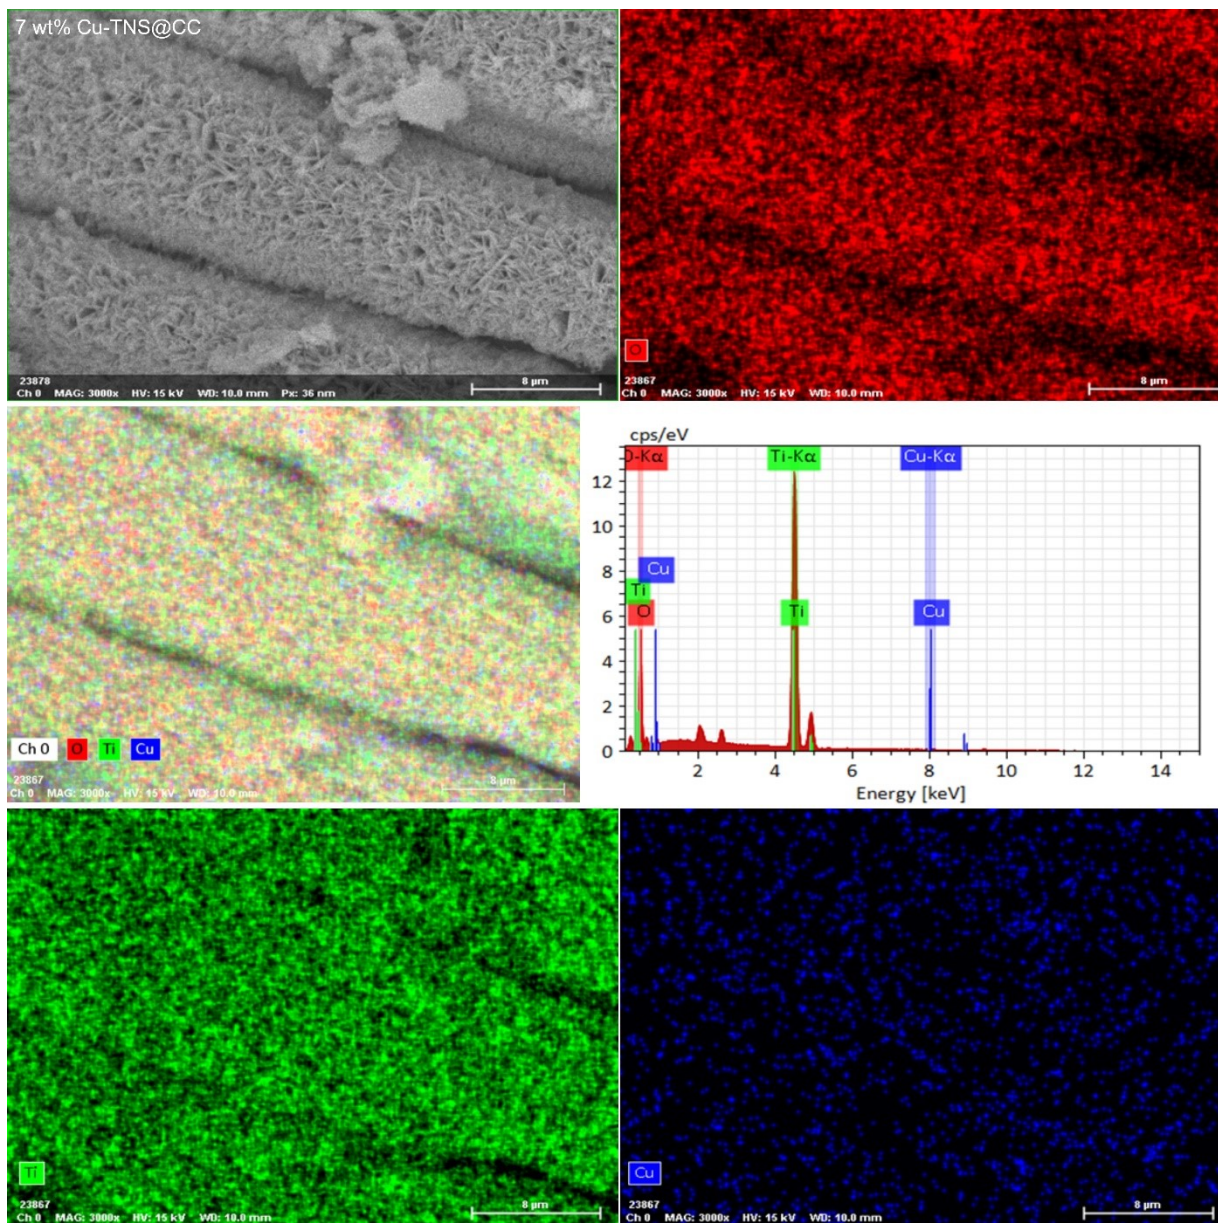 7 wt% Cu-TNS@CC
23878
Ch 0 MAG: 3000x HV: 15 kV WD: 10.0 mm Px: 36 nm
8 µm
O
23867
Ch 0 MAG: 3000x HV: 15 kV WD: 10.0 mm
8 µm
Ch 0 O Ti Cu
23867
Ch 0 MAG: 3000x HV: 15 kV WD: 10.0 mm
8 µm
cps/eV
O-Kα Ti-Kα Cu-Kα
12
10
8
6
4
2
0
Cu
Ti
O Ti Cu
2 4 6 8 10 12 14
Energy [keV]
Ti
23867
Ch 0 MAG: 3000x HV: 15 kV WD: 10.0 mm
8 µm
Cu
23867
Ch 0 MAG: 3000x HV: 15 kV WD: 10.0 mm
8 µm